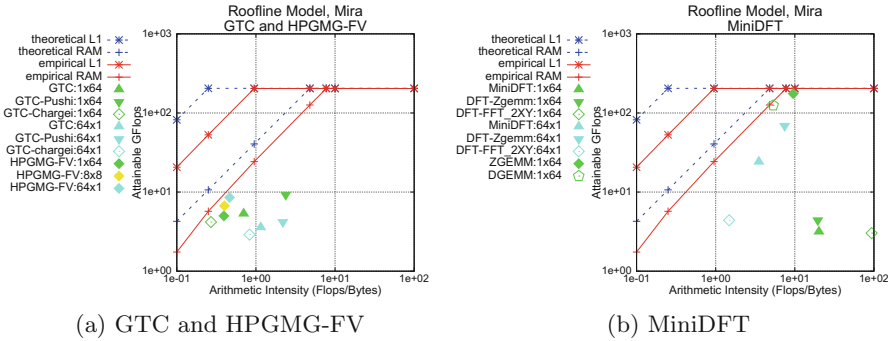 Roofline Model, Mira
GTC and HPGMG-FV
theoretical L1
theoretical RAM
empirical L1
empirical RAM
GTC:1x64
GTC-Pushi:1x64
GTC-Chargei:1x64
GTC:64x1
GTC-Pushi:64x1
GTC-chargei:64x1
HPGMG-FV:1x64
HPGMG-FV:8x8
HPGMG-FV:64x1
Attainable GFlops
1e+03
1e+02
1e+01
1e+00
1e-01
1e+00
1e+01
1e+02
Arithmetic Intensity (Flops/Bytes)
(a) GTC and HPGMG-FV
Roofline Model, Mira
MiniDFT
theoretical L1
theoretical RAM
empirical L1
empirical RAM
MiniDFT:1x64
DFT-Zgemm:1x64
DFT-FFT_2XY:1x64
MiniDFT:64x1
DFT-Zgemm:64x1
DFT-FFT_2XY:64x1
ZGEMM:1x64
DGEMM:1x64
Attainable GFlops
1e+03
1e+02
1e+01
1e+00
1e-01
1e+00
1e+01
1e+02
Arithmetic Intensity (Flops/Bytes)
(b) MiniDFT